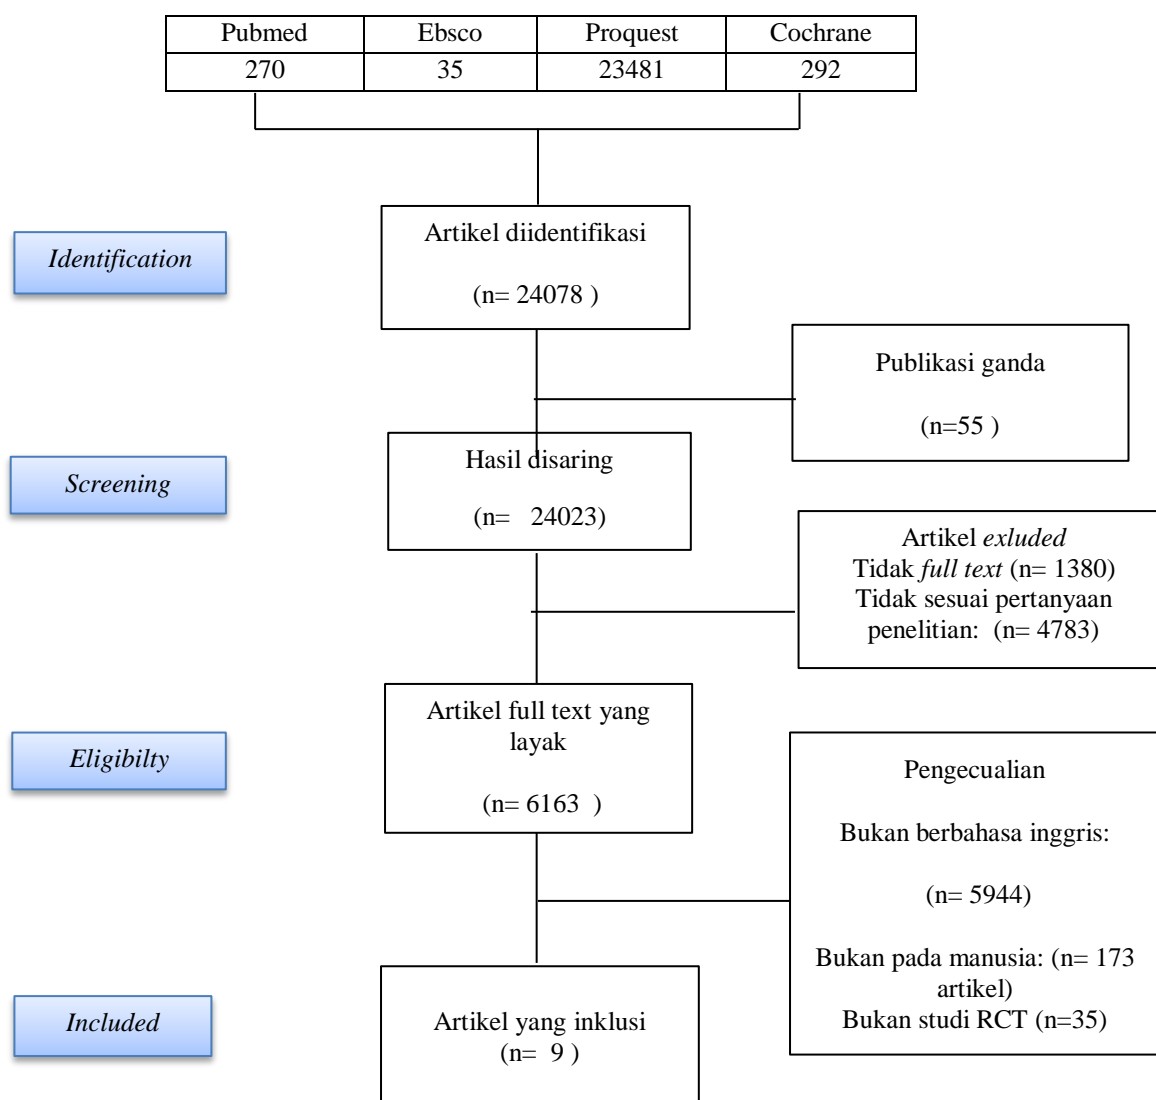 Pubmed Ebsco Proquest Cochrane
270 35 23481 292
Artikel diidentifikasi
(n= 24078 )
Identification
Publikasi ganda
(n=55 )
Hasil disaring
(n= 24023)
Screening
Artikel exluded
Tidak full text (n= 1380)
Tidak sesuai pertanyaan
penelitian: (n= 4783)
Artikel full text yang
layak
(n= 6163 )
Eligibilty
Pengecualian
Bukan berbahasa inggris:
(n= 5944)
Bukan pada manusia: (n= 173
artikel)
Bukan studi RCT (n=35)
Artikel yang inklusi
(n= 9 )
Included